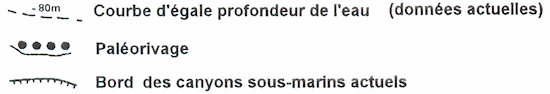 - 80m Courbe d'égale profondeur de l'eau (données actuelles)
Paléorivage
Bord des canyons sous-marins actuels